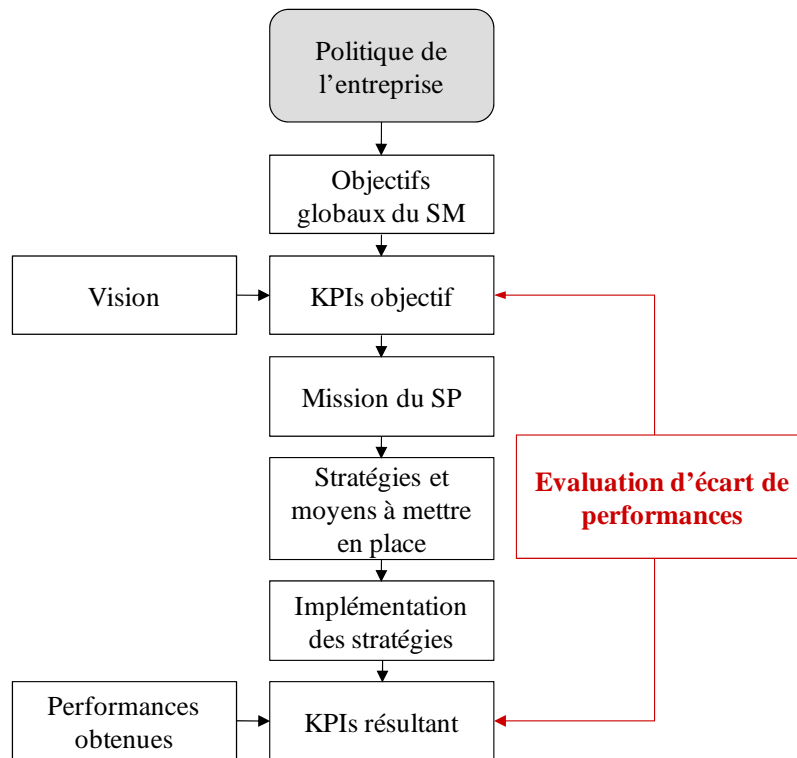 Politique de
l’entreprise
Objectifs
globaux du SM
Vision
KPIs objectif
Mission du SP
Stratégies et
moyens à mettre
en place
Evaluation d’écart de
performances
Implémentation
des stratégies
Performances
obtenues
KPIs résultant